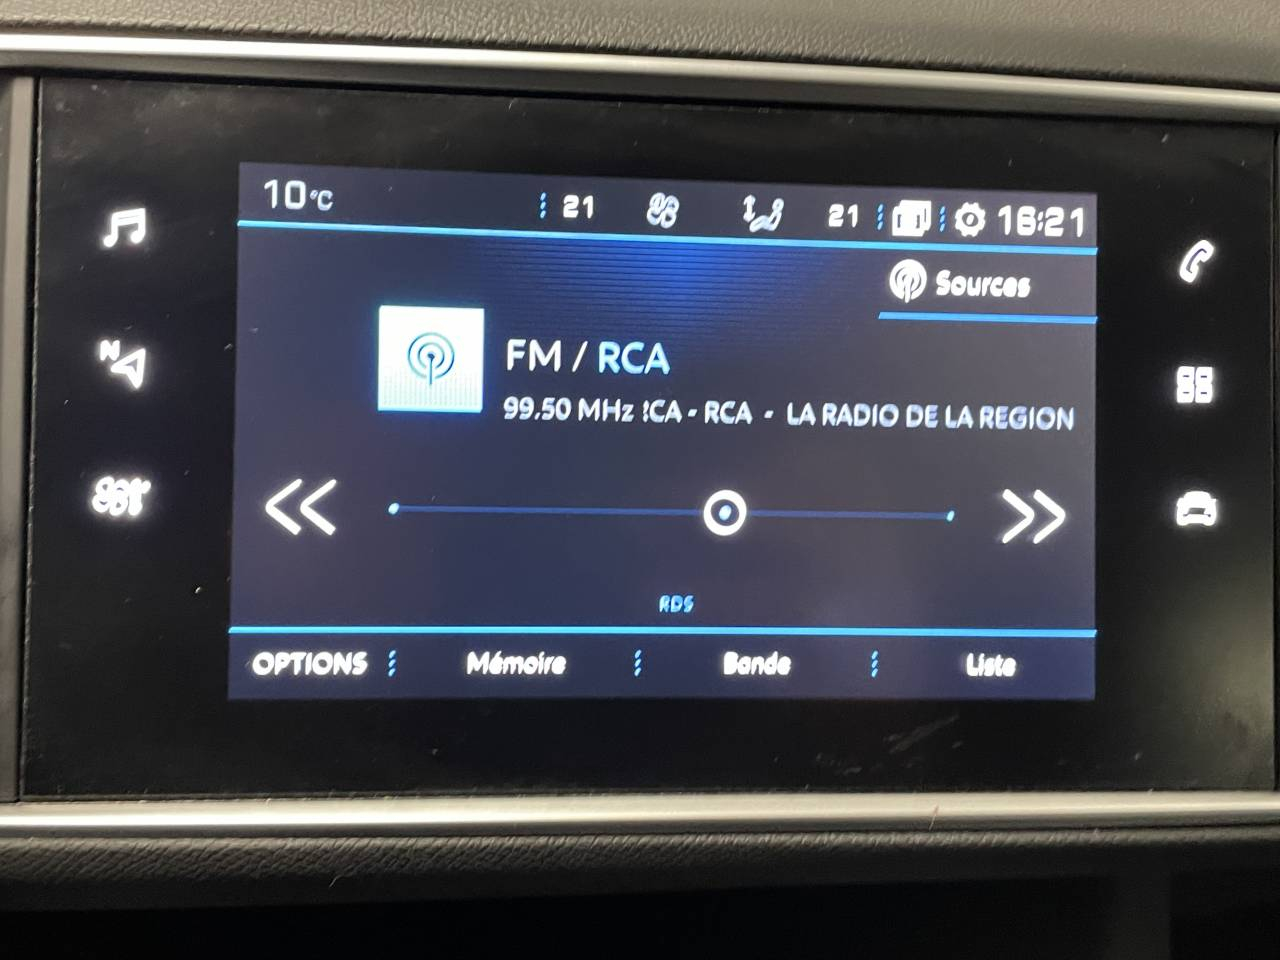 10°C 21 21 16:21
Sources
FM / RCA
99.50 MHz CA - RCA - LA RADIO DE LA REGION
RDS
OPTIONS Mémoire Bande Liste
N